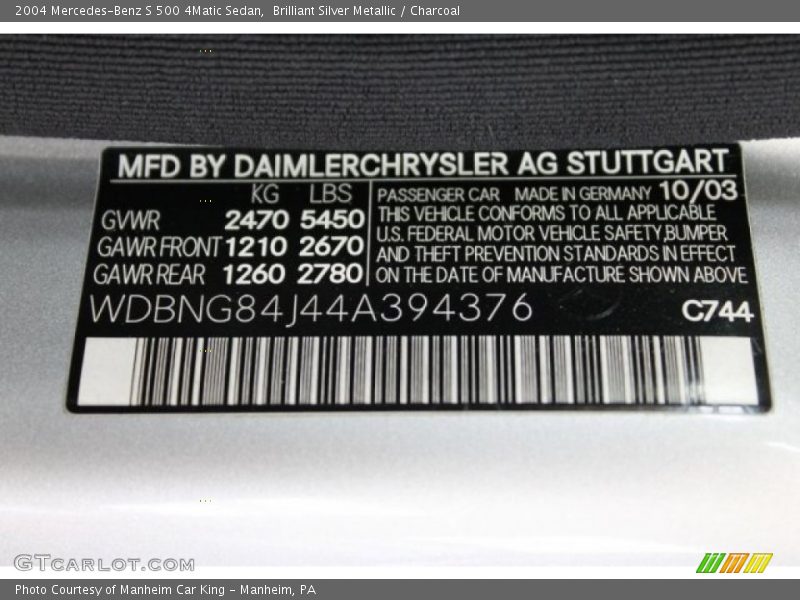 2004 Mercedes-Benz S 500 4Matic Sedan,  Brilliant Silver Metallic / Charcoal
MFD BY DAIMLERCHRYSLER AG STUTTGART
KG LBS
GVWR 2470 5450
GAWR FRONT 1210 2670
GAWR REAR 1260 2780
PASSENGER CAR MADE IN GERMANY 10/03
THIS VEHICLE CONFORMS TO ALL APPLICABLE
U.S. FEDERAL MOTOR VEHICLE SAFETY,BUMPER
AND THEFT PREVENTION STANDARDS IN EFFECT
ON THE DATE OF MANUFACTURE SHOWN ABOVE
WDBNG84J44A394376 C744
GTCARLOT.COM
Photo Courtesy of Manheim Car King - Manheim, PA